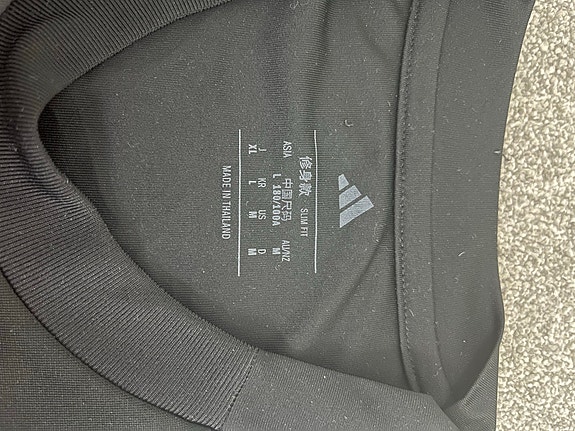 修身款 SLIM FIT
ASIA 中国尺码 AU/NZ
L 180/100A M
J KR US D
XL L M M
MADE IN THAILAND